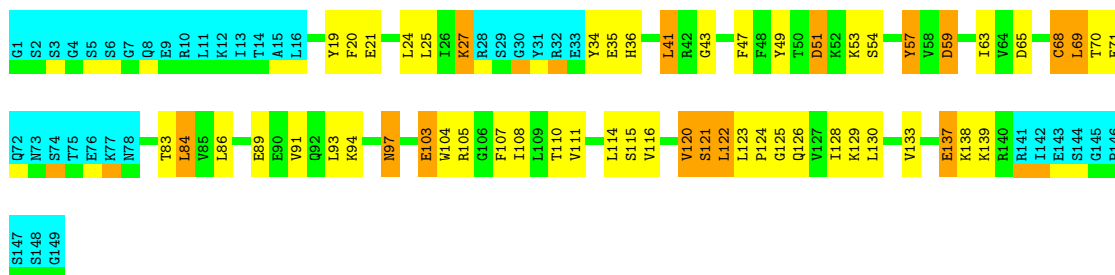 G1 S2 S3 G4 S5 S6 G7 Q8 E9 R10 L11 K12 I13 T14 A15 L16 Y19 F20 E21 L24 L25 I26 K27 R28 S29 G30 Y31 R32 E33 Y34 E35 H36 L41 R42 G43 F47 F48 Y49 T50 D51 K52 K53 S54 Y57 V58 D59 I63 V64 D65 C68 L69 T70
Q72 N73 S74 T75 E76 K77 N78 T83 L84 V85 L86 E89 E90 V91 Q92 L93 K94 N97 E103 W104 R105 G106 F107 I108 L109 T110 V111 L114 S115 V116 V120 S121 L122 L123 P124 G125 Q126 V127 I128 K129 L130 V133 E137 K138 K139 R140 R141 I142 E143 S144 G145
S147 S148 G149